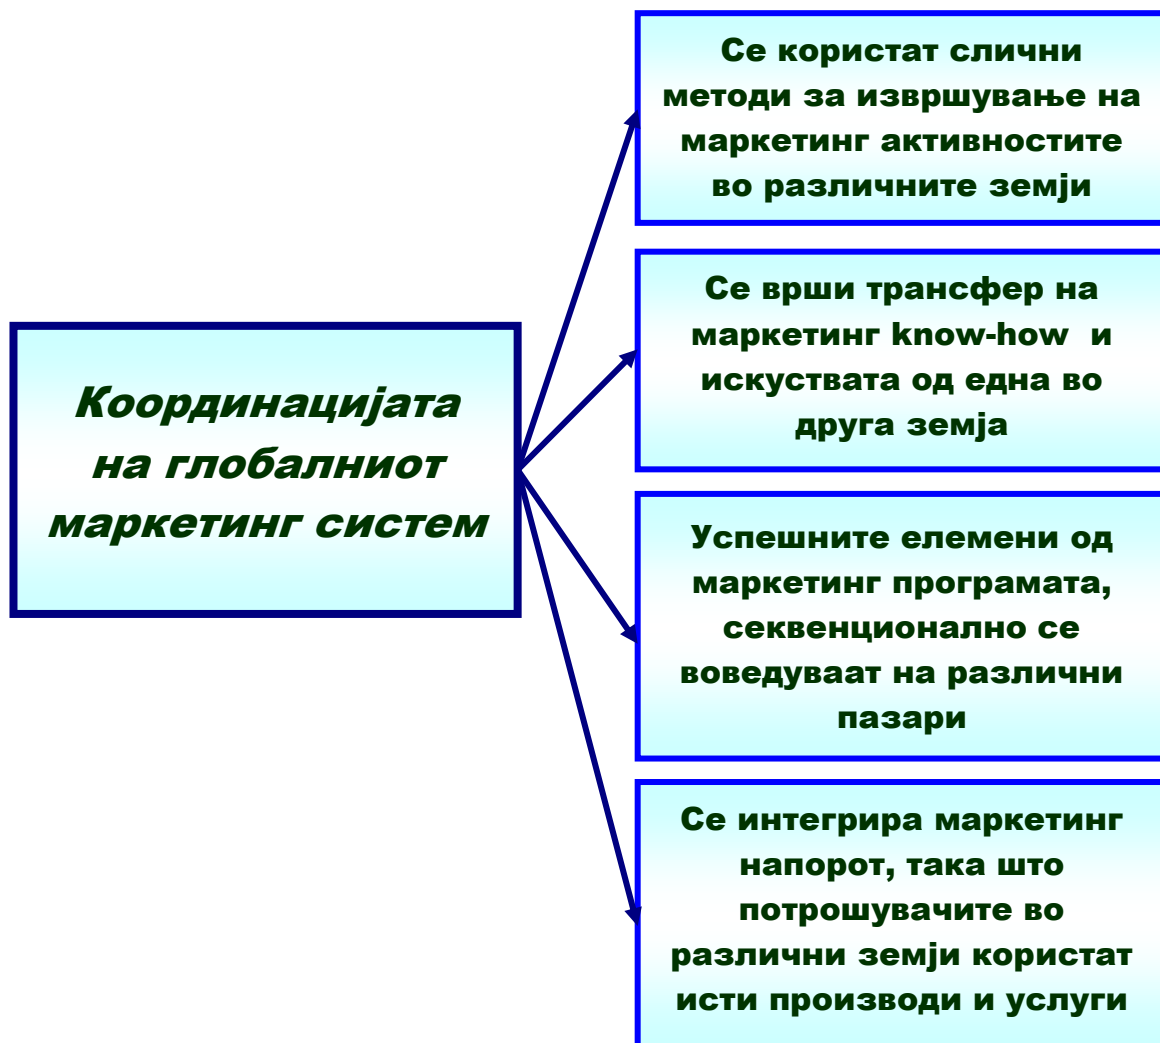 Се користат слични
методи за извршување на
маркетинг активностите
во различните земји
Се врши трансфер на
маркетинг know-how и
искуствата од една во
друга земја
Координацијата
на глобалниот
маркетинг систем
Успешните елемени од
маркетинг програмата,
секвенционално се
воведуваат на различни
пазари
Се интегрира маркетинг
напорот, така што
потрошувачите во
различни земји користат
исти производи и услуги